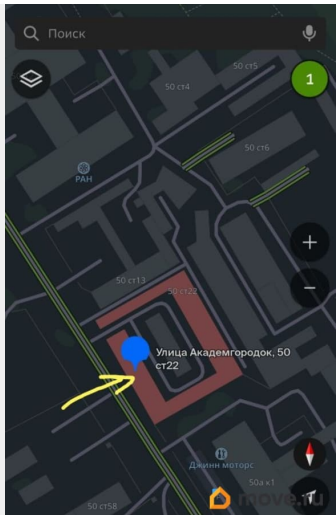 Поиск
50 ст5
1
50 ст4
50 ст6
РАН
50 ст13
50 ст22
Улица Академгородок, 50
ст22
Джинн моторс
50а к1
50 ст58
move.ru